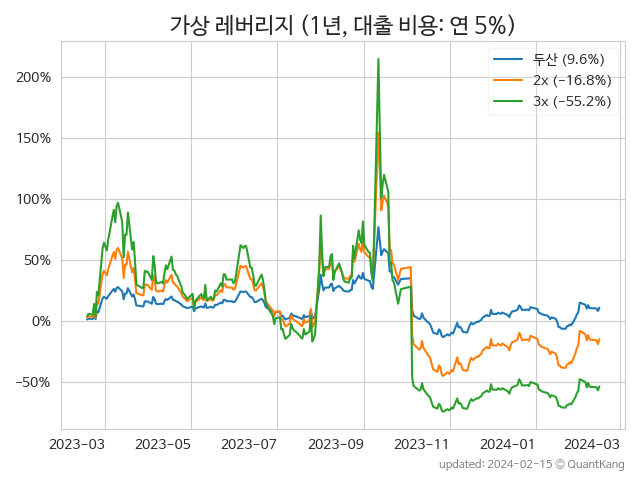 가상 레버리지 (1년, 대출 비용: 연 5%)
두산 (9.6%)
2x (−16.8%)
3x (−55.2%)
200%
150%
100%
50%
0%
−50%
2023-03 2023-05 2023-07 2023-09 2023-11 2024-01 2024-03
updated: 2024-02-15 © QuantKang